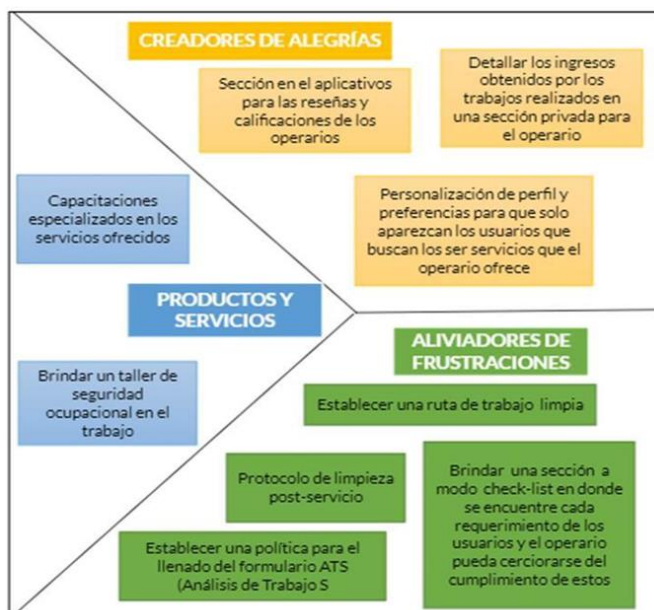 CREADORES DE ALEGRÍAS
Sección en el aplicativos
para las reseñas y
calificaciones de los
operarios
Detallar los ingresos
obtenidos por los
trabajos realizados en
una sección privada para
el operario
Capacitaciones
especializados en los
servicios ofrecidos
Personalización de perfil y
preferencias para que solo
aparezcan los usuarios que
buscan los ser servicios que el
operario ofrece
PRODUCTOS Y
SERVICIOS
ALIVIADORES DE
FRUSTRACIONES
Brindar un taller de
seguridad
ocupacional en el
trabajo
Establecer una ruta de trabajo limpia
Protocolo de limpieza
post-servicio
Brindar una sección a
modo check-list en donde
se encuentre cada
requerimiento de los
usuarios y el operario
pueda cerciorarse del
cumplimiento de estos
Establecer una política para el
llenado del formulario ATS
(Análisis de Trabajo S